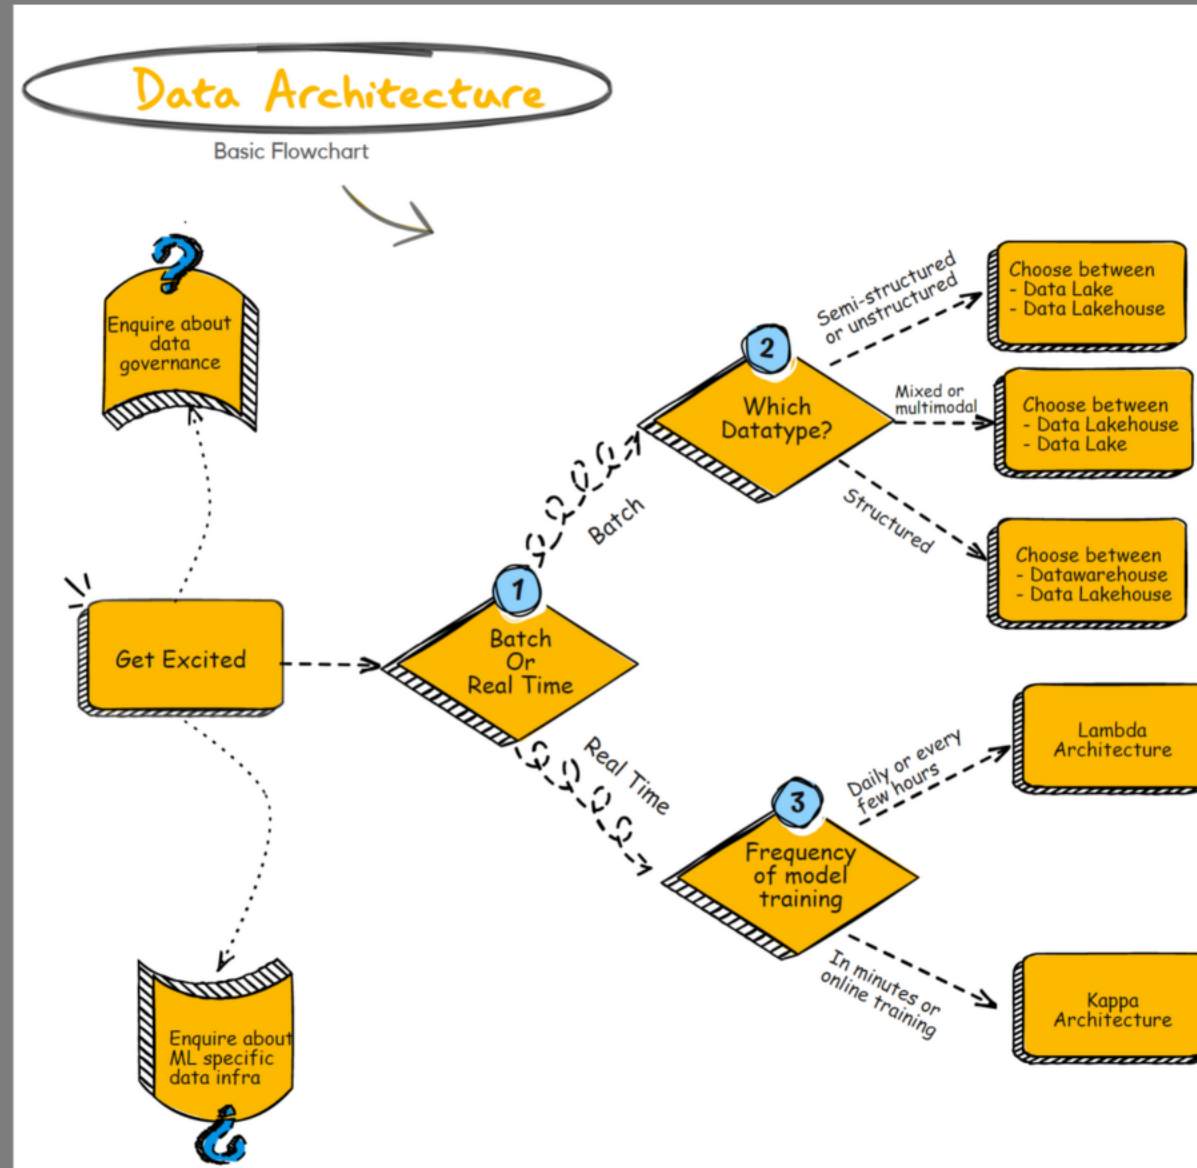 Data Architecture
Basic Flowchart
?
Enquire about
data
governance
Get Excited
1
Batch
Or
Real Time
Batch
Real Time
2
Which
Datatype?
Semi-structured
or unstructured
Choose between
- Data Lake
- Data Lakehouse
Mixed or
multimodal
Choose between
- Data Lakehouse
- Data Lake
Structured
Choose between
- Datawarehouse
- Data Lakehouse
3
Frequency
of model
training
Daily or every
few hours
Lambda
Architecture
In minutes or
online training
Kappa
Architecture
Enquire about
ML specific
data infra
?